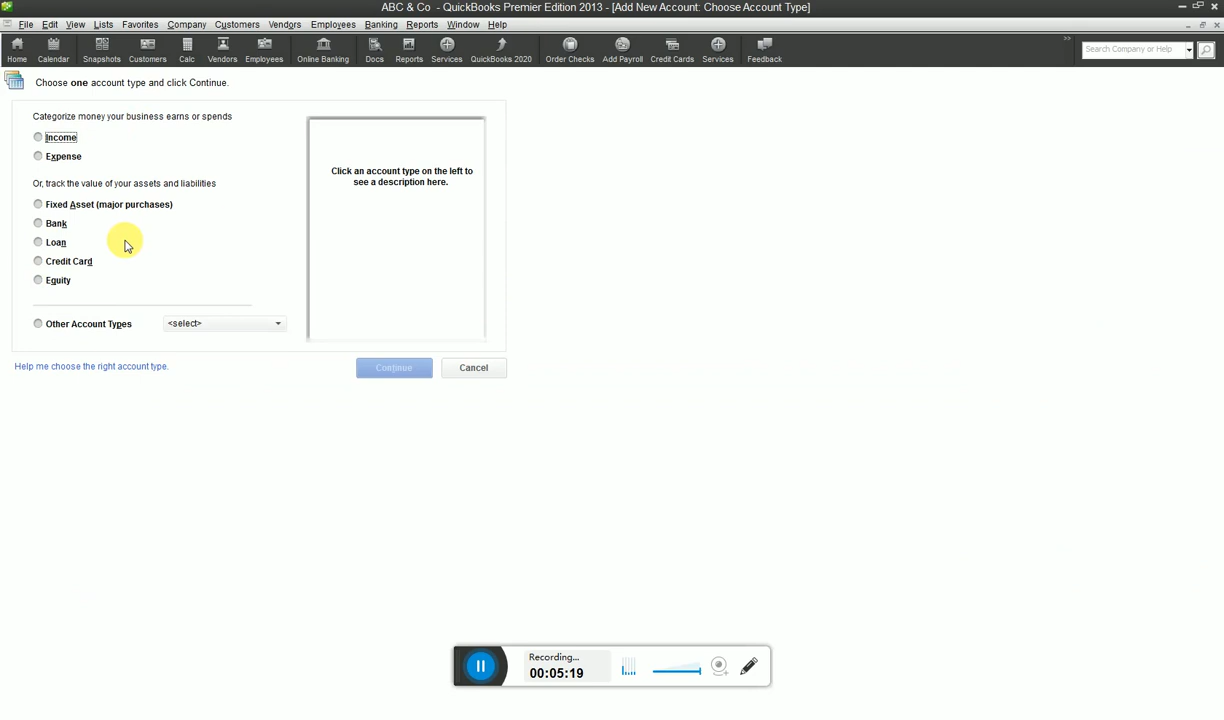 ABC & Co - QuickBooks Premier Edition 2013 - [Add New Account: Choose Account Type]
File Edit View Lists Favorites Company Customers Vendors Employees Banking Reports Window Help
Home Calendar Snapshots Customers Calc Vendors Employees Online Banking Docs Reports Services QuickBooks 2020 Order Checks Add Payroll Credit Cards Services Feedback >> Search Company or Help
Choose one account type and click Continue.
Categorize money your business earns or spends
Income
Expense
Or, track the value of your assets and liabilities
Fixed Asset (major purchases)
Bank
Loan
Credit Card
Equity
Other Account Types <select>
Click an account type on the left to
see a description here.
Help me choose the right account type.
Continue Cancel
Recording...
00:05:19